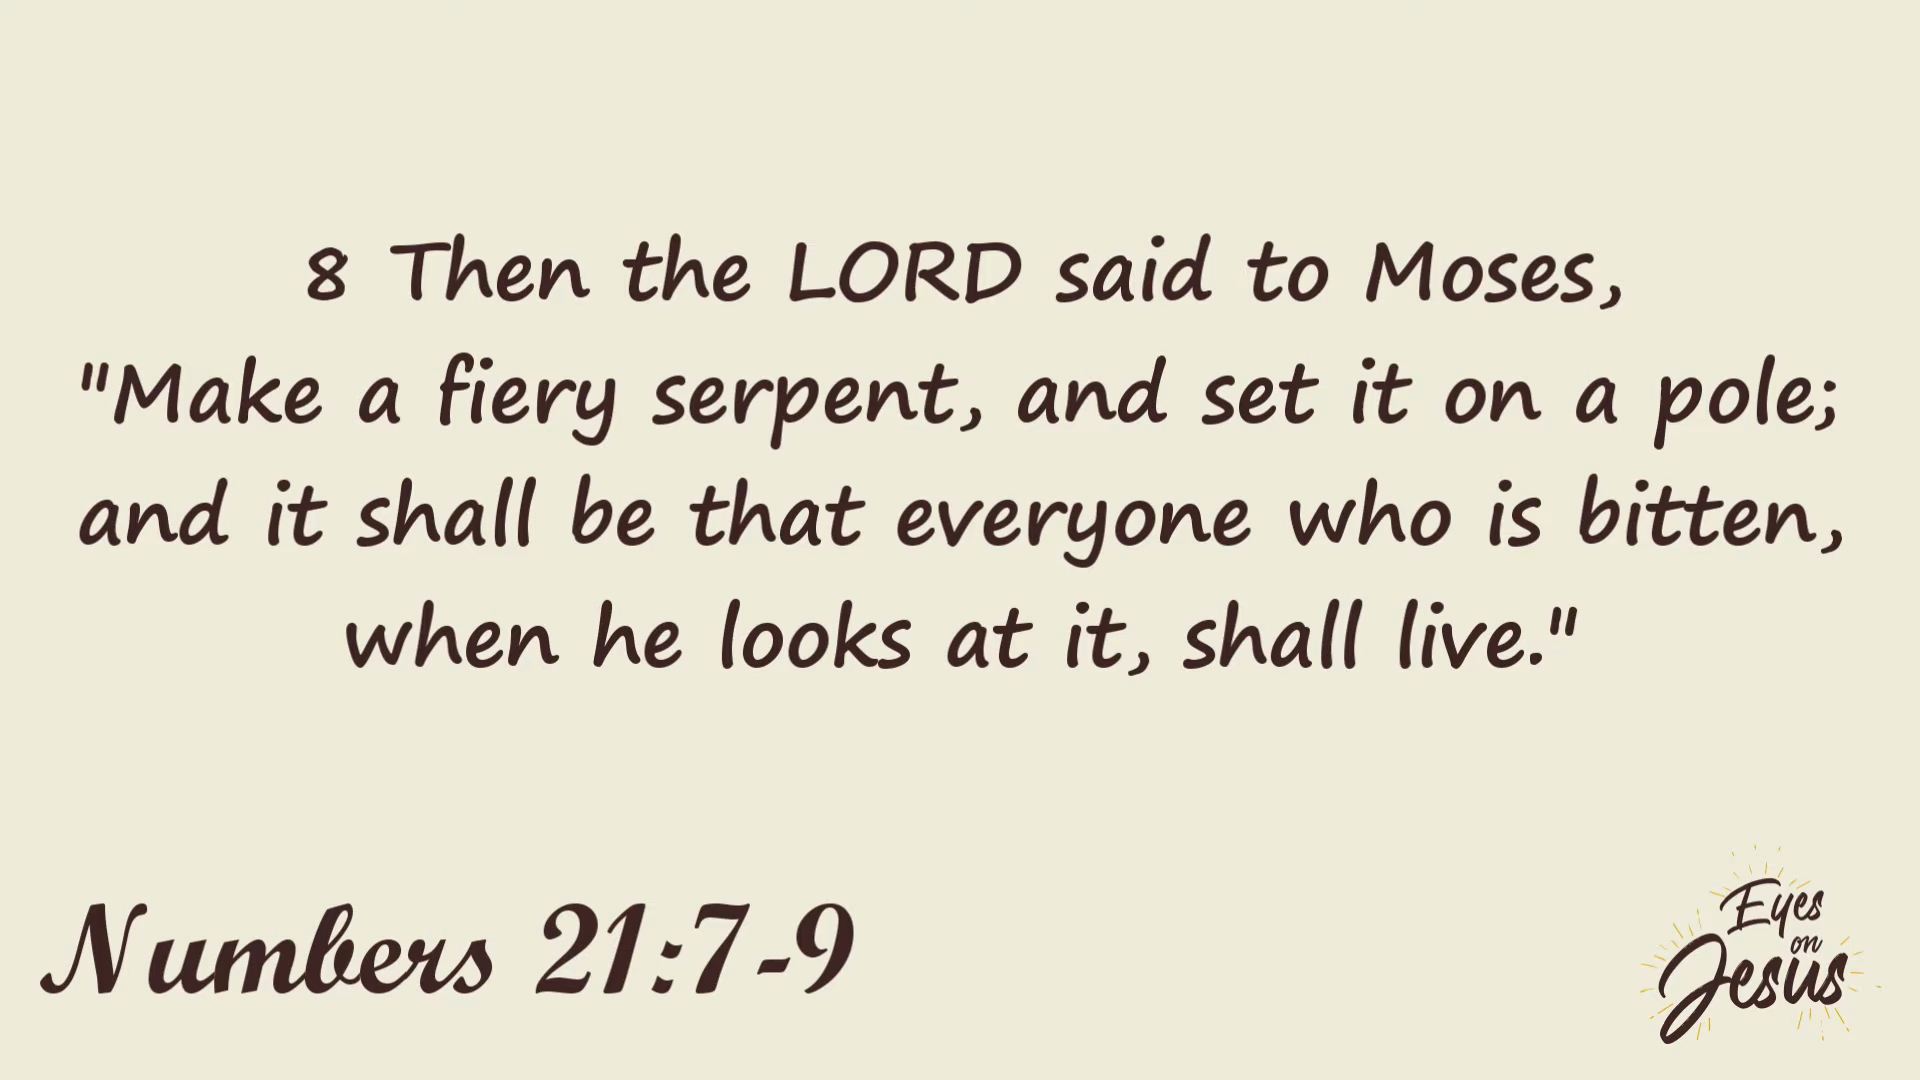 8 Then the LORD said to Moses,
"Make a fiery serpent, and set it on a pole;
and it shall be that everyone who is bitten,
when he looks at it, shall live."
Numbers 21:7-9
Eyes
on
Jesus